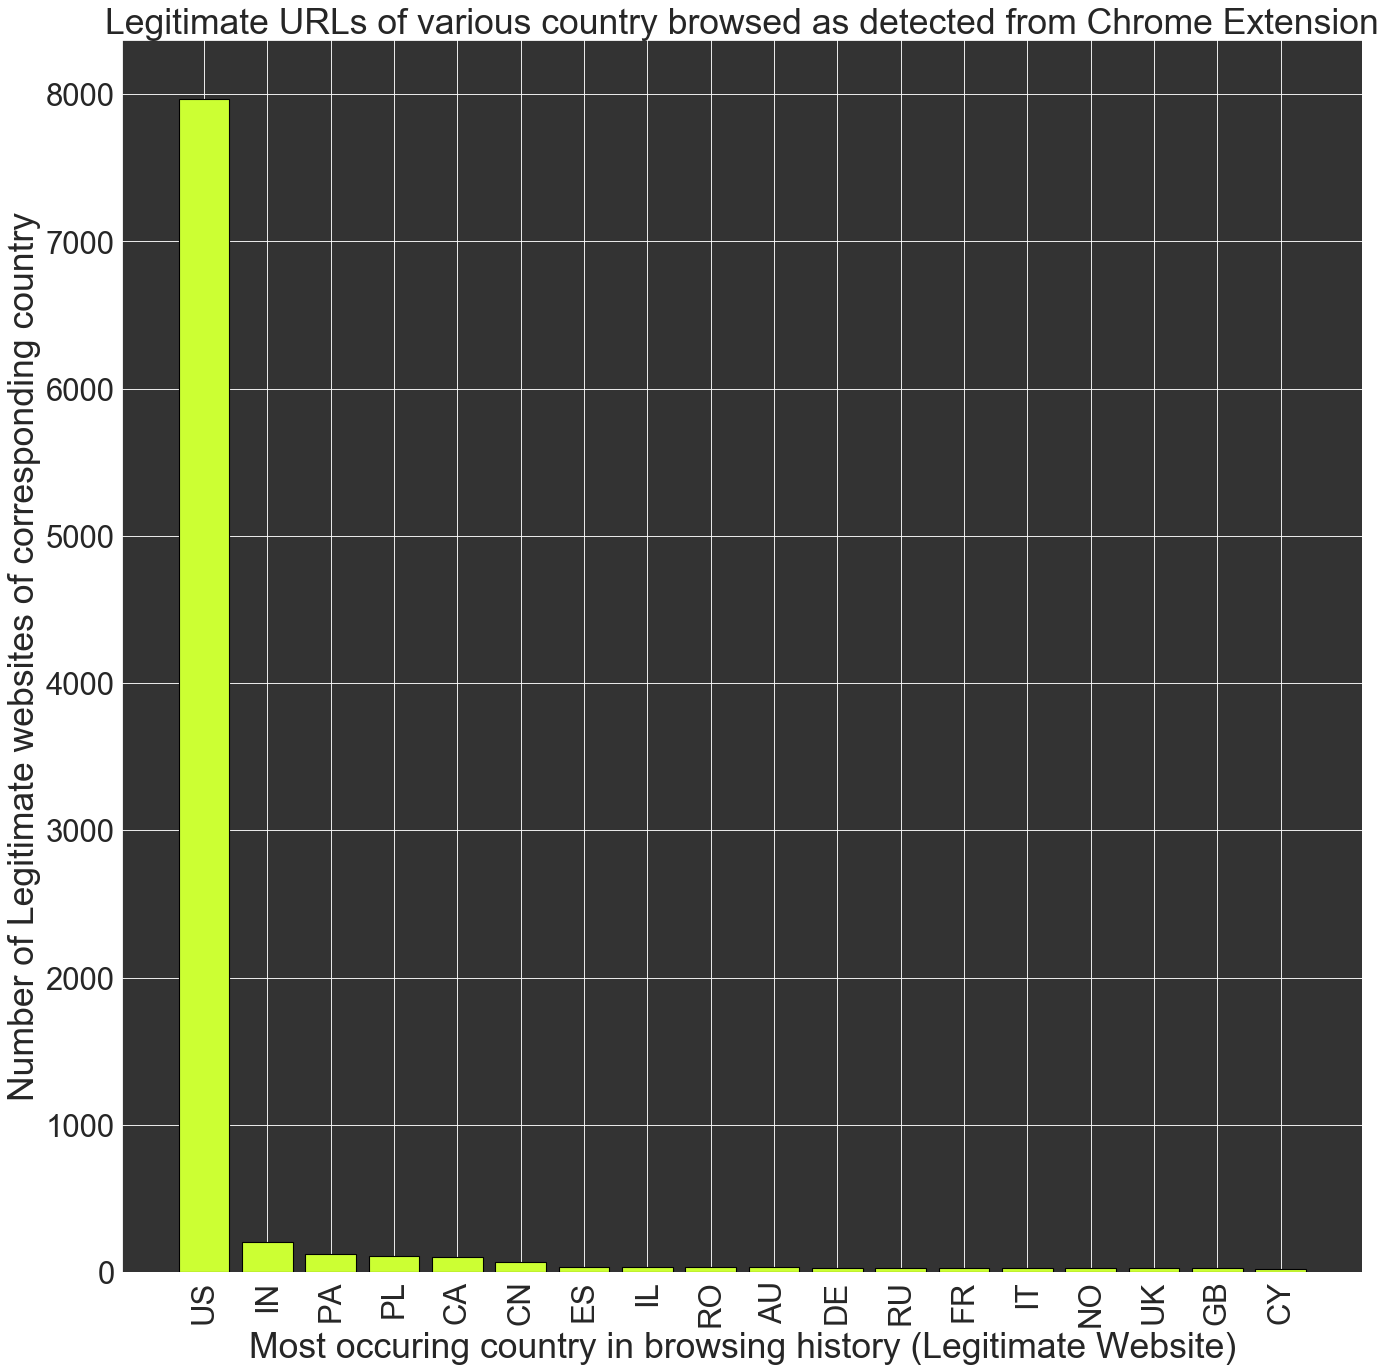 Legitimate URLs of various country browsed as detected from Chrome Extension
Number of Legitimate websites of corresponding country
8000
7000
6000
5000
4000
3000
2000
1000
0
US
IN
PA
PL
CA
CN
ES
IL
RO
AU
DE
RU
FR
IT
NO
UK
GB
CY
Most occuring country in browsing history (Legitimate Website)